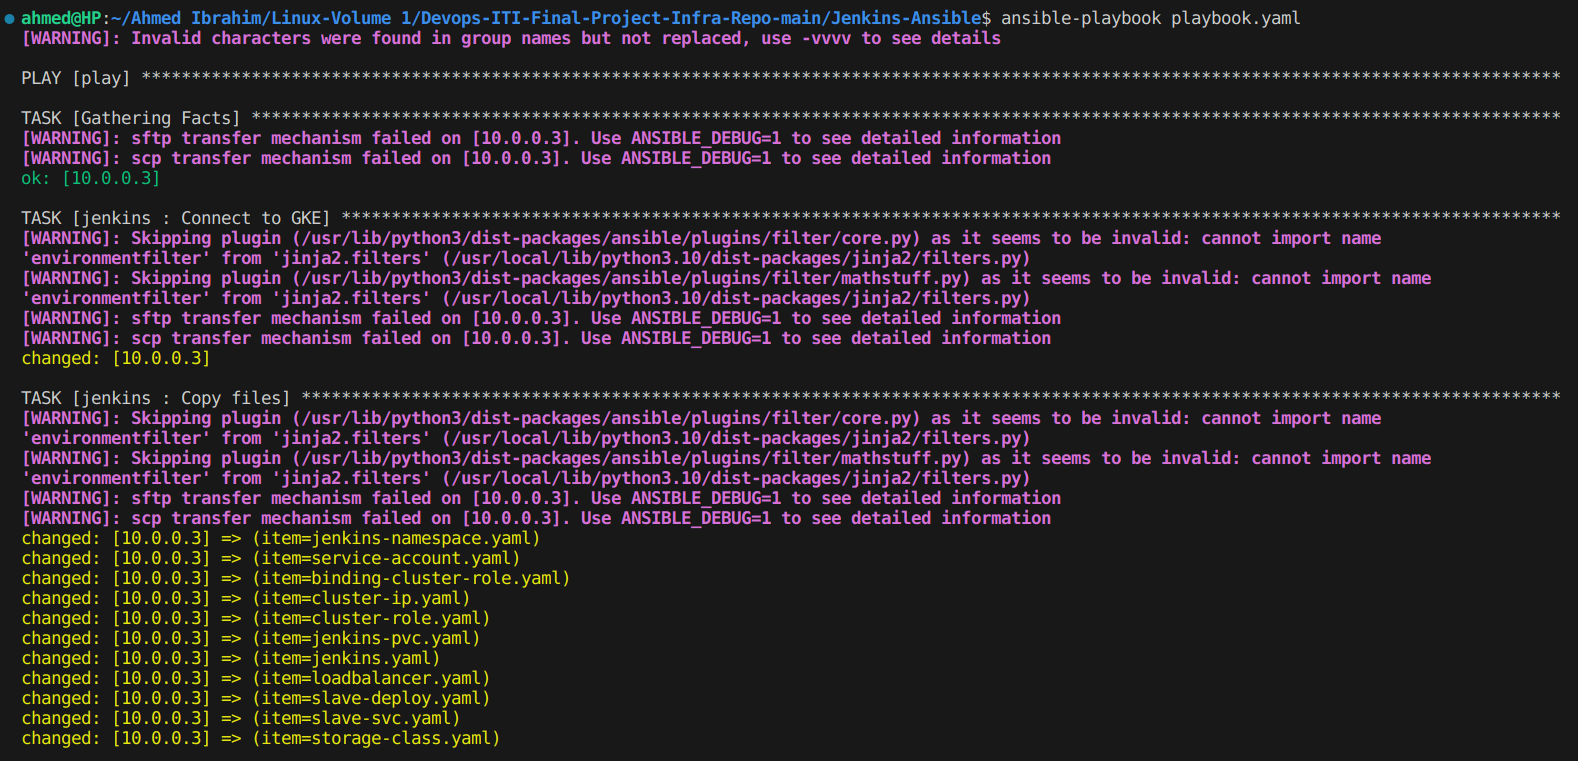 ahmed@HP:~/Ahmed Ibrahim/Linux-Volume 1/Devops-ITI-Final-Project-Infra-Repo-main/Jenkins-Ansible$ ansible-playbook playbook.yaml
[WARNING]: Invalid characters were found in group names but not replaced, use -vvvv to see details
PLAY [play] **********************************************************************************************************************************************
TASK [Gathering Facts] ***********************************************************************************************************************************
[WARNING]: sftp transfer mechanism failed on [10.0.0.3]. Use ANSIBLE_DEBUG=1 to see detailed information
[WARNING]: scp transfer mechanism failed on [10.0.0.3]. Use ANSIBLE_DEBUG=1 to see detailed information
ok: [10.0.0.3]
TASK [jenkins : Connect to GKE] **************************************************************************************************************************
[WARNING]: Skipping plugin (/usr/lib/python3/dist-packages/ansible/plugins/filter/core.py) as it seems to be invalid: cannot import name
'environmentfilter' from 'jinja2.filters' (/usr/local/lib/python3.10/dist-packages/jinja2/filters.py)
[WARNING]: Skipping plugin (/usr/lib/python3/dist-packages/ansible/plugins/filter/mathstuff.py) as it seems to be invalid: cannot import name
'environmentfilter' from 'jinja2.filters' (/usr/local/lib/python3.10/dist-packages/jinja2/filters.py)
[WARNING]: sftp transfer mechanism failed on [10.0.0.3]. Use ANSIBLE_DEBUG=1 to see detailed information
[WARNING]: scp transfer mechanism failed on [10.0.0.3]. Use ANSIBLE_DEBUG=1 to see detailed information
changed: [10.0.0.3]
TASK [jenkins : Copy files] ******************************************************************************************************************************
[WARNING]: Skipping plugin (/usr/lib/python3/dist-packages/ansible/plugins/filter/core.py) as it seems to be invalid: cannot import name
'environmentfilter' from 'jinja2.filters' (/usr/local/lib/python3.10/dist-packages/jinja2/filters.py)
[WARNING]: Skipping plugin (/usr/lib/python3/dist-packages/ansible/plugins/filter/mathstuff.py) as it seems to be invalid: cannot import name
'environmentfilter' from 'jinja2.filters' (/usr/local/lib/python3.10/dist-packages/jinja2/filters.py)
[WARNING]: sftp transfer mechanism failed on [10.0.0.3]. Use ANSIBLE_DEBUG=1 to see detailed information
[WARNING]: scp transfer mechanism failed on [10.0.0.3]. Use ANSIBLE_DEBUG=1 to see detailed information
changed: [10.0.0.3] => (item=jenkins-namespace.yaml)
changed: [10.0.0.3] => (item=service-account.yaml)
changed: [10.0.0.3] => (item=binding-cluster-role.yaml)
changed: [10.0.0.3] => (item=cluster-ip.yaml)
changed: [10.0.0.3] => (item=cluster-role.yaml)
changed: [10.0.0.3] => (item=jenkins-pvc.yaml)
changed: [10.0.0.3] => (item=jenkins.yaml)
changed: [10.0.0.3] => (item=loadbalancer.yaml)
changed: [10.0.0.3] => (item=slave-deploy.yaml)
changed: [10.0.0.3] => (item=slave-svc.yaml)
changed: [10.0.0.3] => (item=storage-class.yaml)